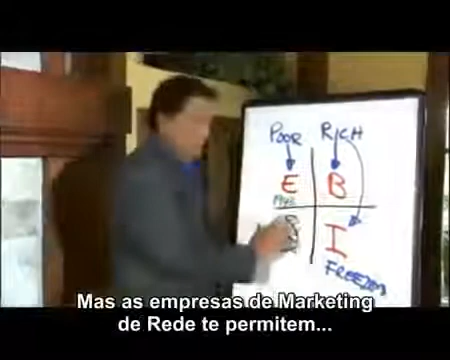 POOR RICH
E B
I
FREEDOM
Mas as empresas de Marketing
de Rede te permitem...